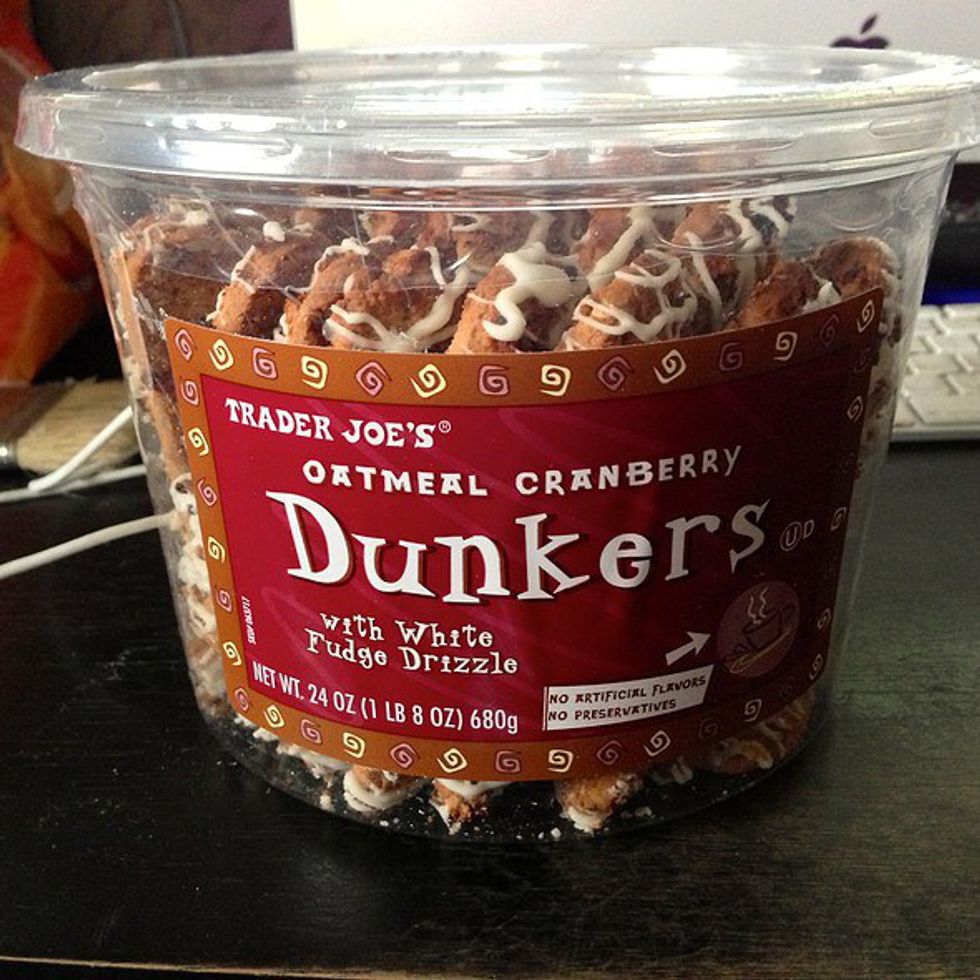 TRADER JOE'S®
OATMEAL CRANBERRY
Dunkers
U D
with White
Fudge Drizzle
NET WT. 24 OZ (1 LB 8 OZ) 680g
NO ARTIFICIAL FLAVORS
NO PRESERVATIVES